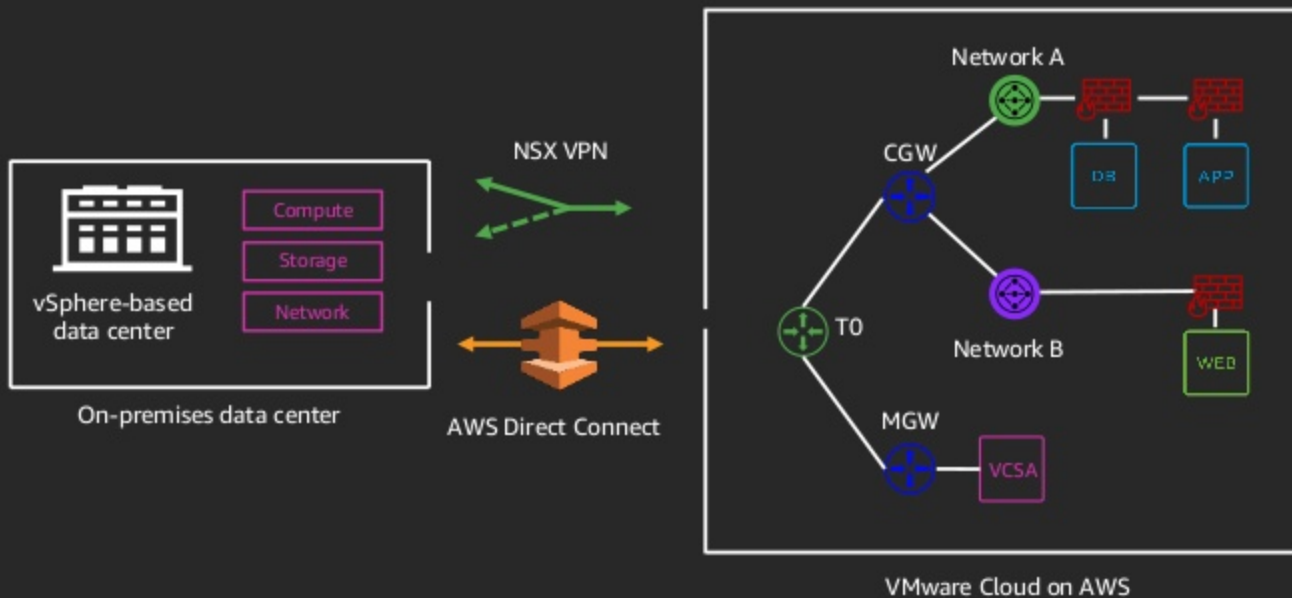 vSphere-based
data center
Compute
Storage
Network
On-premises data center
NSX VPN
AWS Direct Connect
Network A
CGW
DB
APP
T0
Network B
WEB
MGW
VCSA
VMware Cloud on AWS